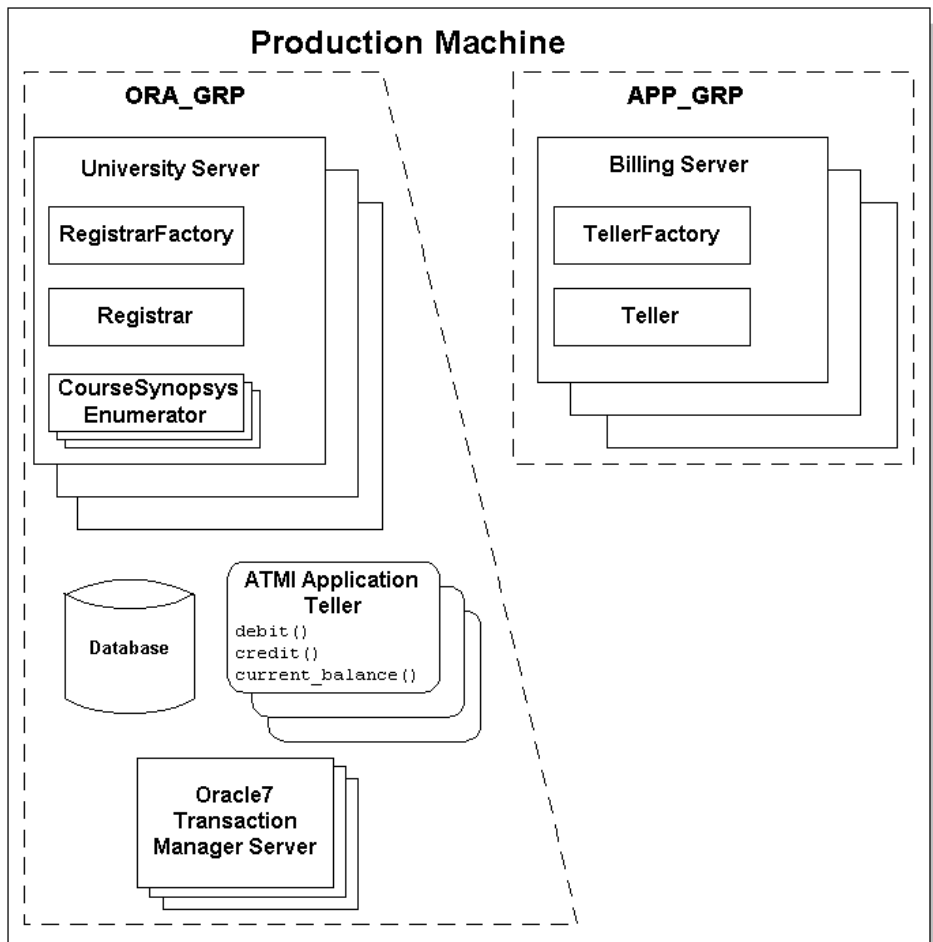 Production Machine
ORA_GRP
University Server
RegistrarFactory
Registrar
CourseSynopsys
Enumerator
Database
ATMI Application
Teller
debit()
credit()
current_balance()
Oracle7
Transaction
Manager Server
APP_GRP
Billing Server
TellerFactory
Teller